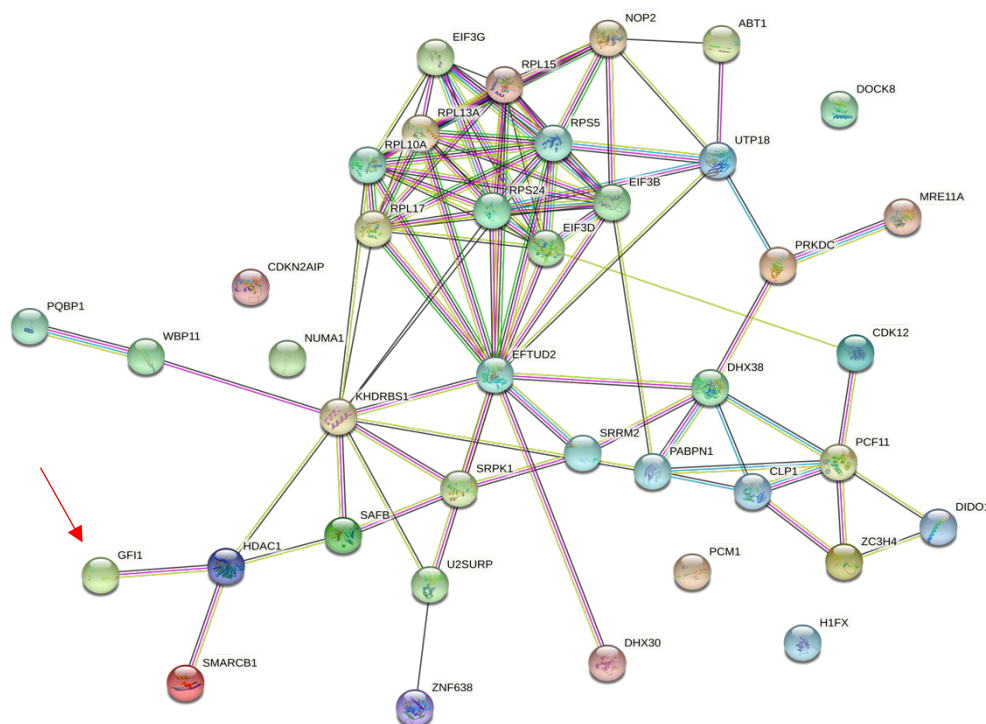 NOP2
ABT1
EIF3G
RPL15
DOCK8
RPL13A
RPS5
UTP18
RPL10A
RPS24
EIF3B
MRE11A
RPL17
EIF3D
PRKDC
CDKN2AIP
PQBP1
WBP11
NUMA1
CDK12
EFTUD2
DHX38
KHDRBS1
SRRM2
PABPN1
PCF11
CLP1
SRPK1
DIDO1
SAFB
ZC3H4
GFI1
HDAC1
U2SURP
PCM1
H1FX
SMARCB1
DHX30
ZNF638